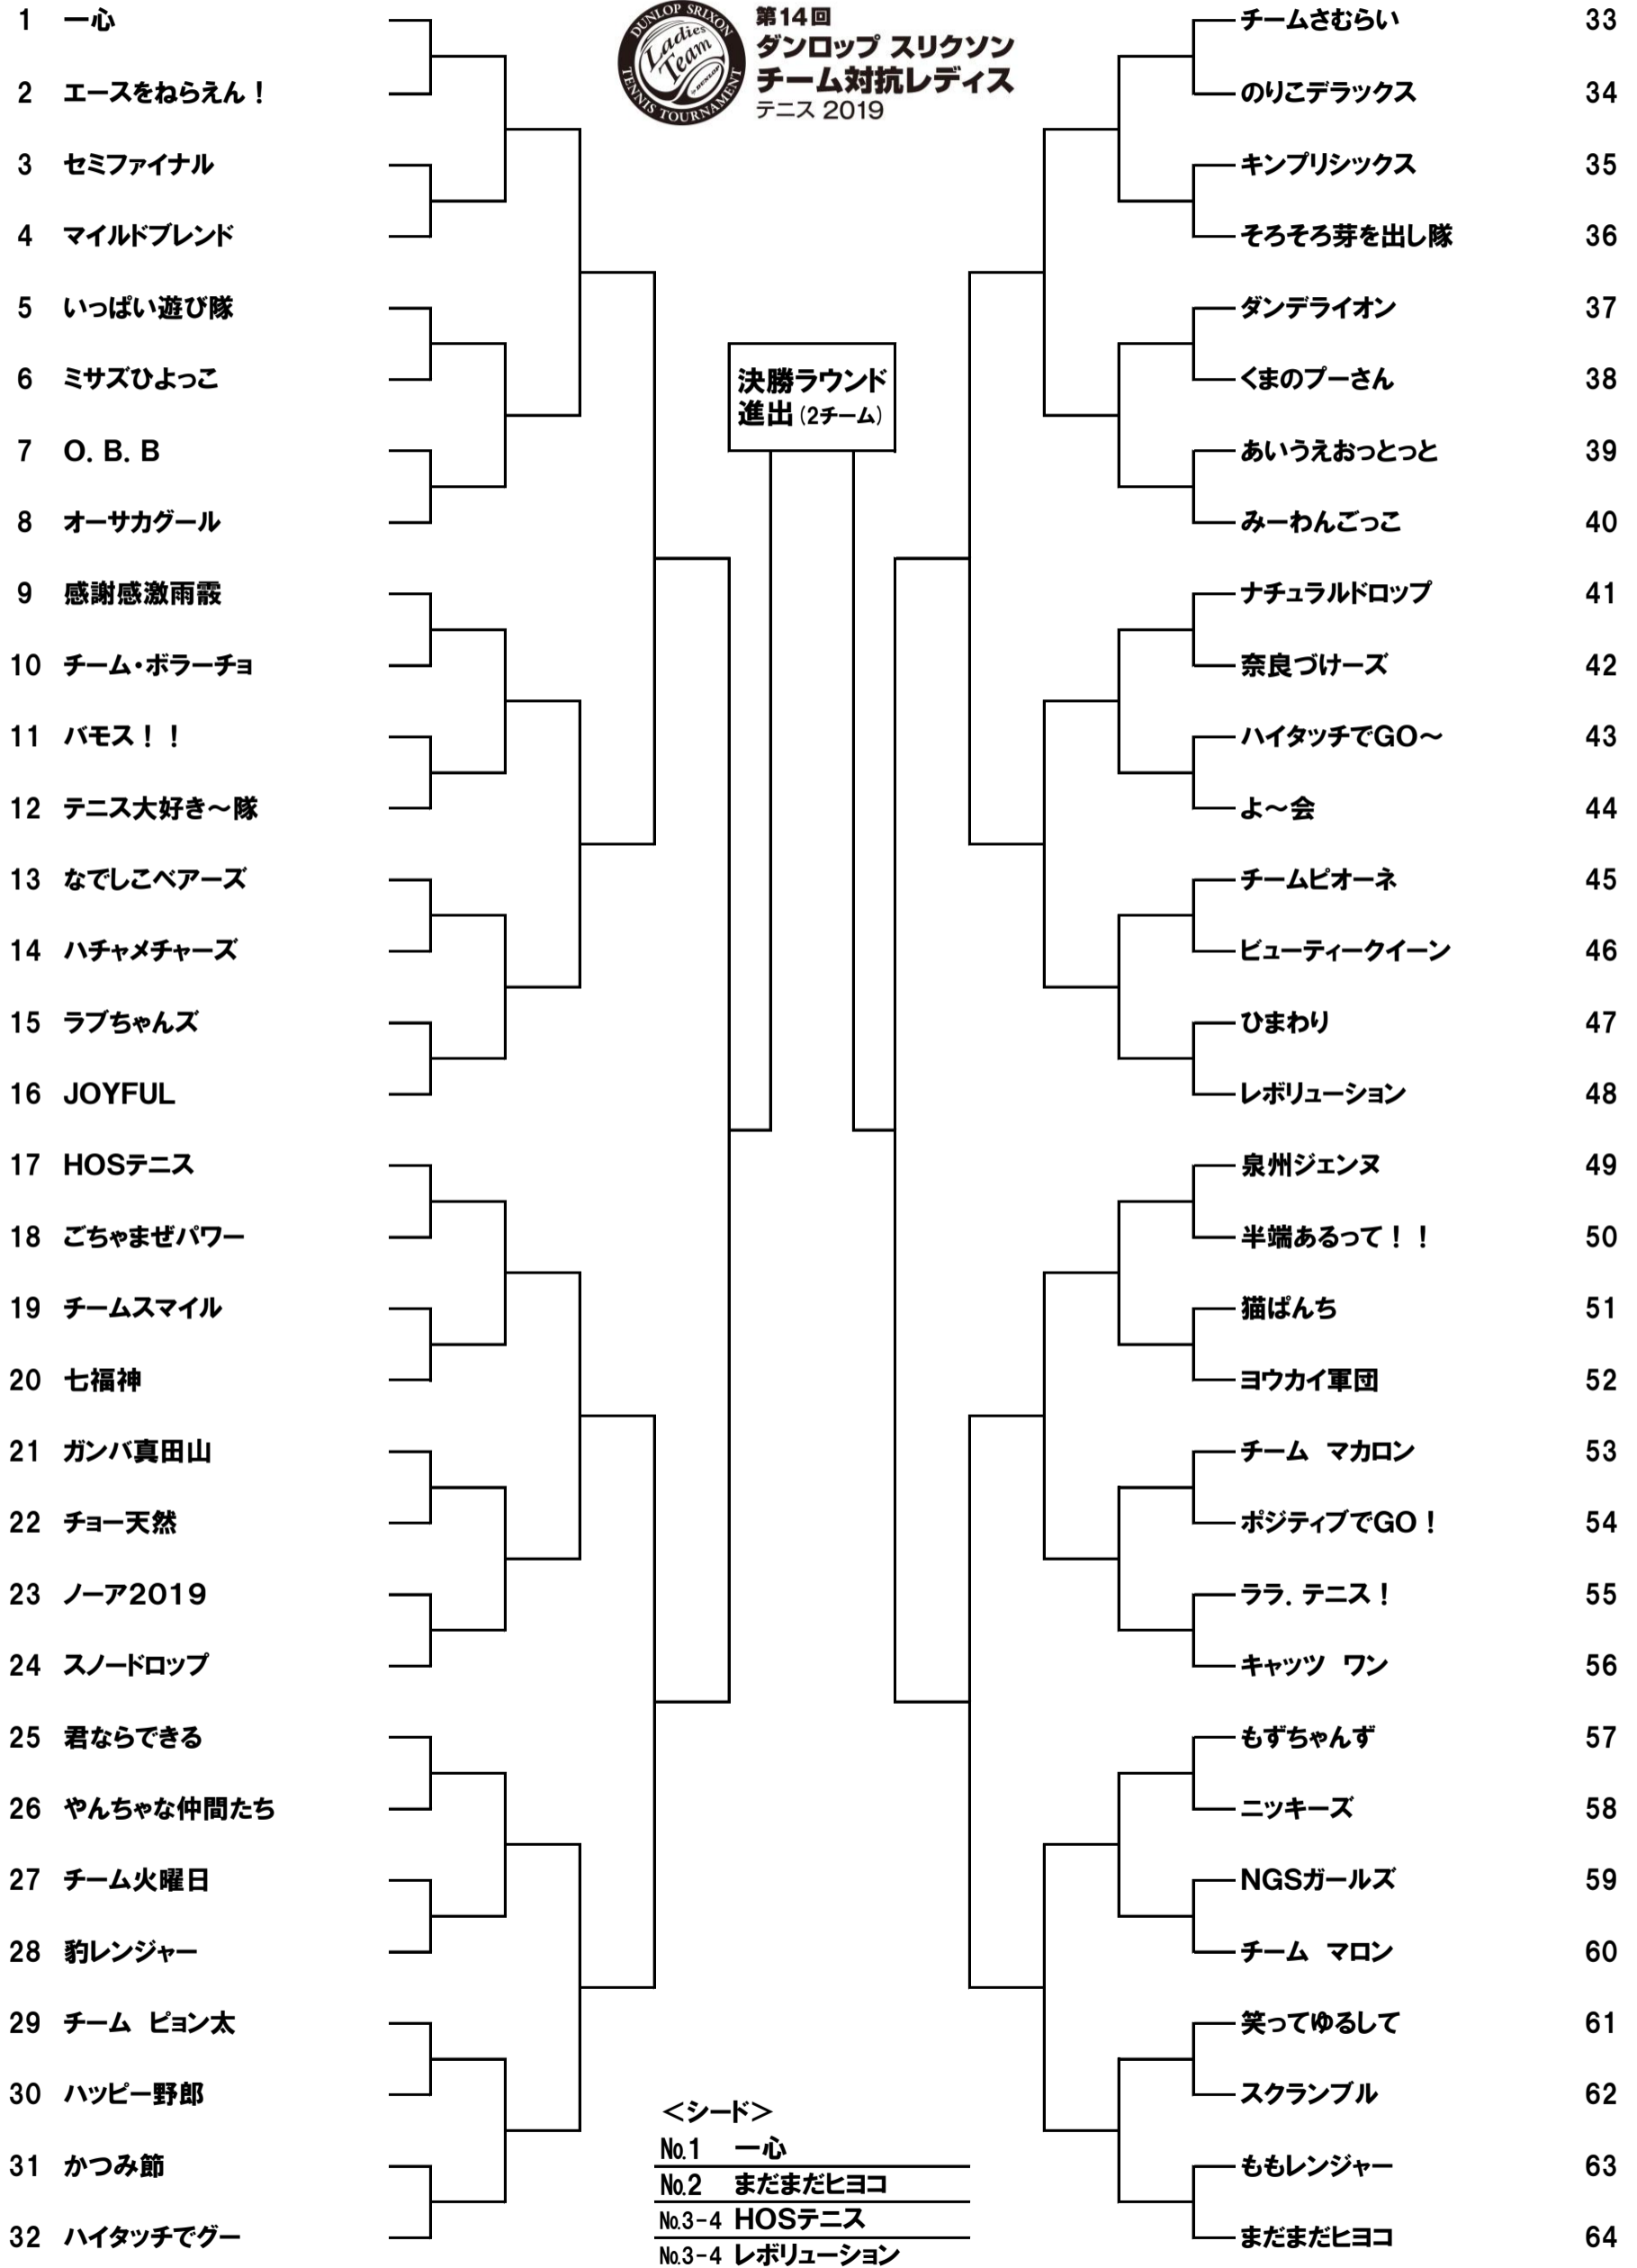 DUNLOP SRIXON
Ladies
Team
by DUNLOP
TENNIS TOURNAMENT
第14回
ダンロップ スリクソン
チーム対抗レディス
テニス 2019
1 一心
2 エースをねらえん！
3 セミファイナル
4 マイルドブレンド
5 いっぱい遊び隊
6 ミサズひよっこ
7 O. B. B
8 オーサカグール
9 感謝感激雨霰
10 チーム・ボラーチョ
11 バモス！！
12 テニス大好き～隊
13 なでしこベアーズ
14 ハチャメチャーズ
15 ラブちゃんズ
16 JOYFUL
17 HOSテニス
18 ごちゃまぜパワー
19 チームスマイル
20 七福神
21 ガンバ真田山
22 チョー天然
23 ノーア2019
24 スノードロップ
25 君ならできる
26 やんちゃな仲間たち
27 チーム火曜日
28 豹レンジャー
29 チーム　ピョン太
30 ハッピー野郎
31 かつみ節
32 ハイタッチでグー
決勝ラウンド
進出（2チーム）
チームさむらい 33
のりこデラックス 34
キンプリシックス 35
そろそろ芽を出し隊 36
ダンデライオン 37
くまのプーさん 38
あいうえおっとっと 39
みーわんごっこ 40
ナチュラルドロップ 41
奈良づけーズ 42
ハイタッチでGO～ 43
よ～会 44
チームピオーネ 45
ビューティークイーン 46
ひまわり 47
レボリューション 48
泉州ジェンヌ 49
半端あるって！！ 50
猫ぱんち 51
ヨウカイ軍団 52
チーム　マカロン 53
ポジティブでGO！ 54
ララ. テニス！ 55
キャッツ　ワン 56
もずちゃんず 57
ニッキーズ 58
NGSガールズ 59
チーム　マロン 60
笑ってゆるして 61
スクランブル 62
ももレンジャー 63
まだまだヒヨコ 64
＜シード＞
№1 一心
№2 まだまだヒヨコ
№3-4 HOSテニス
№3-4 レボリューション